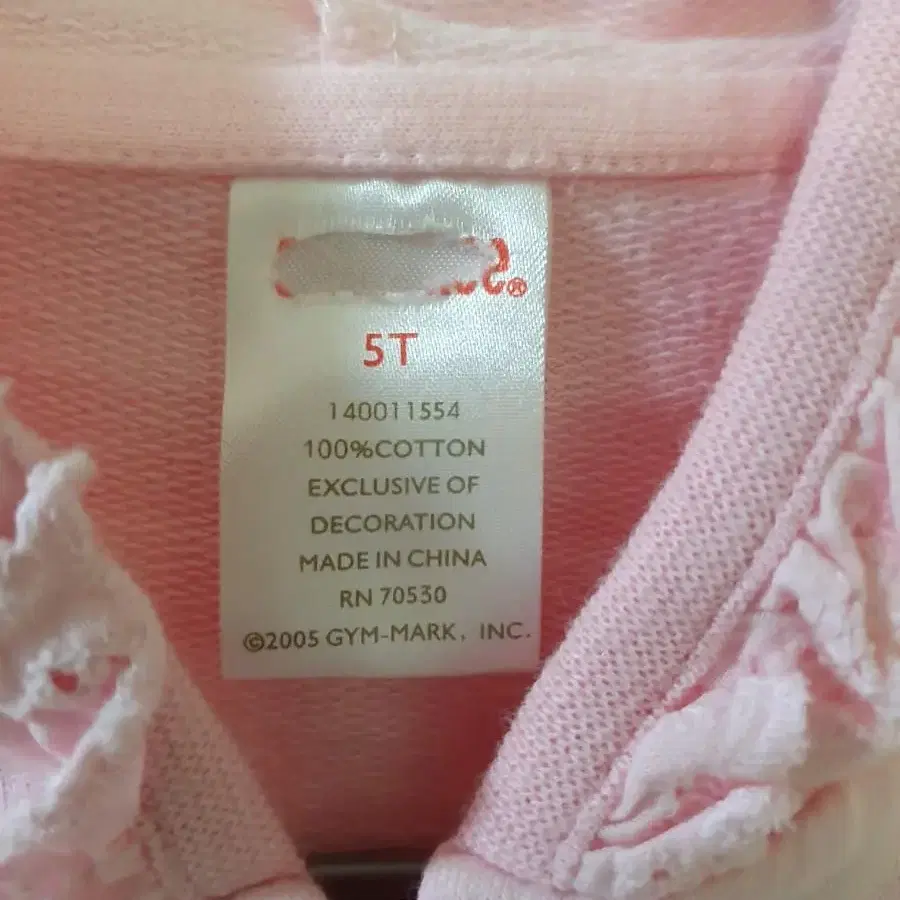 5T
140011554
100%COTTON
EXCLUSIVE OF
DECORATION
MADE IN CHINA
RN 70530
©2005 GYM-MARK, INC.